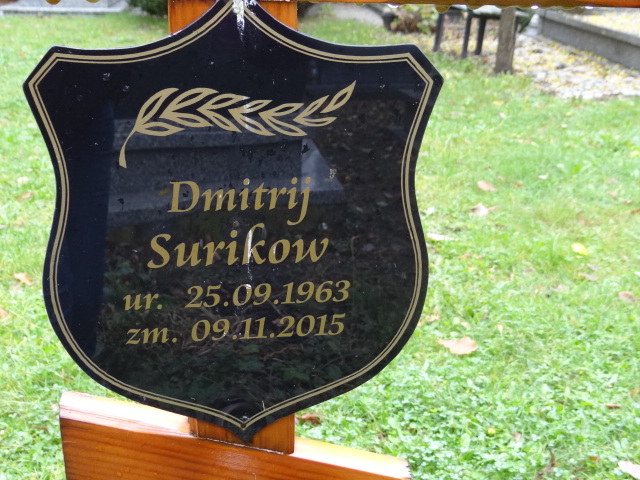 Dmitrij
Surikow
ur. 25.09.1963
zm. 09.11.2015